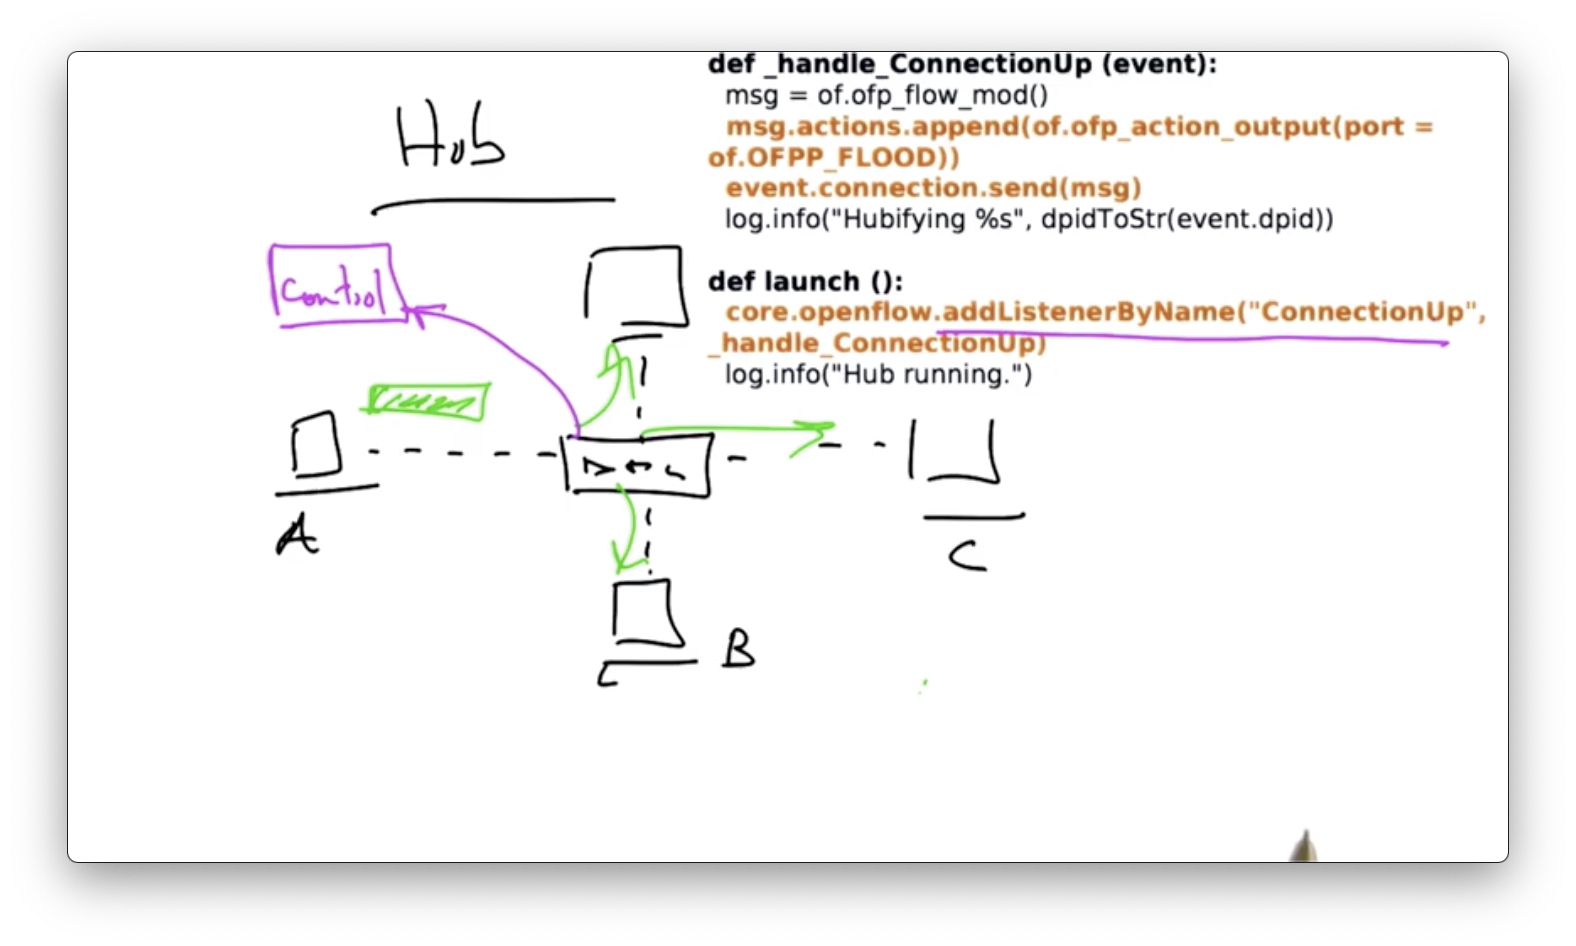 Hub
def _handle_ConnectionUp (event):
msg = of.ofp_flow_mod()
msg.actions.append(of.ofp_action_output(port =
of.OFPP_FLOOD))
event.connection.send(msg)
log.info("Hubifying %s", dpidToStr(event.dpid))
def launch ():
core.openflow.addListenerByName("ConnectionUp",
_handle_ConnectionUp)
log.info("Hub running.")
Control
A
C
B